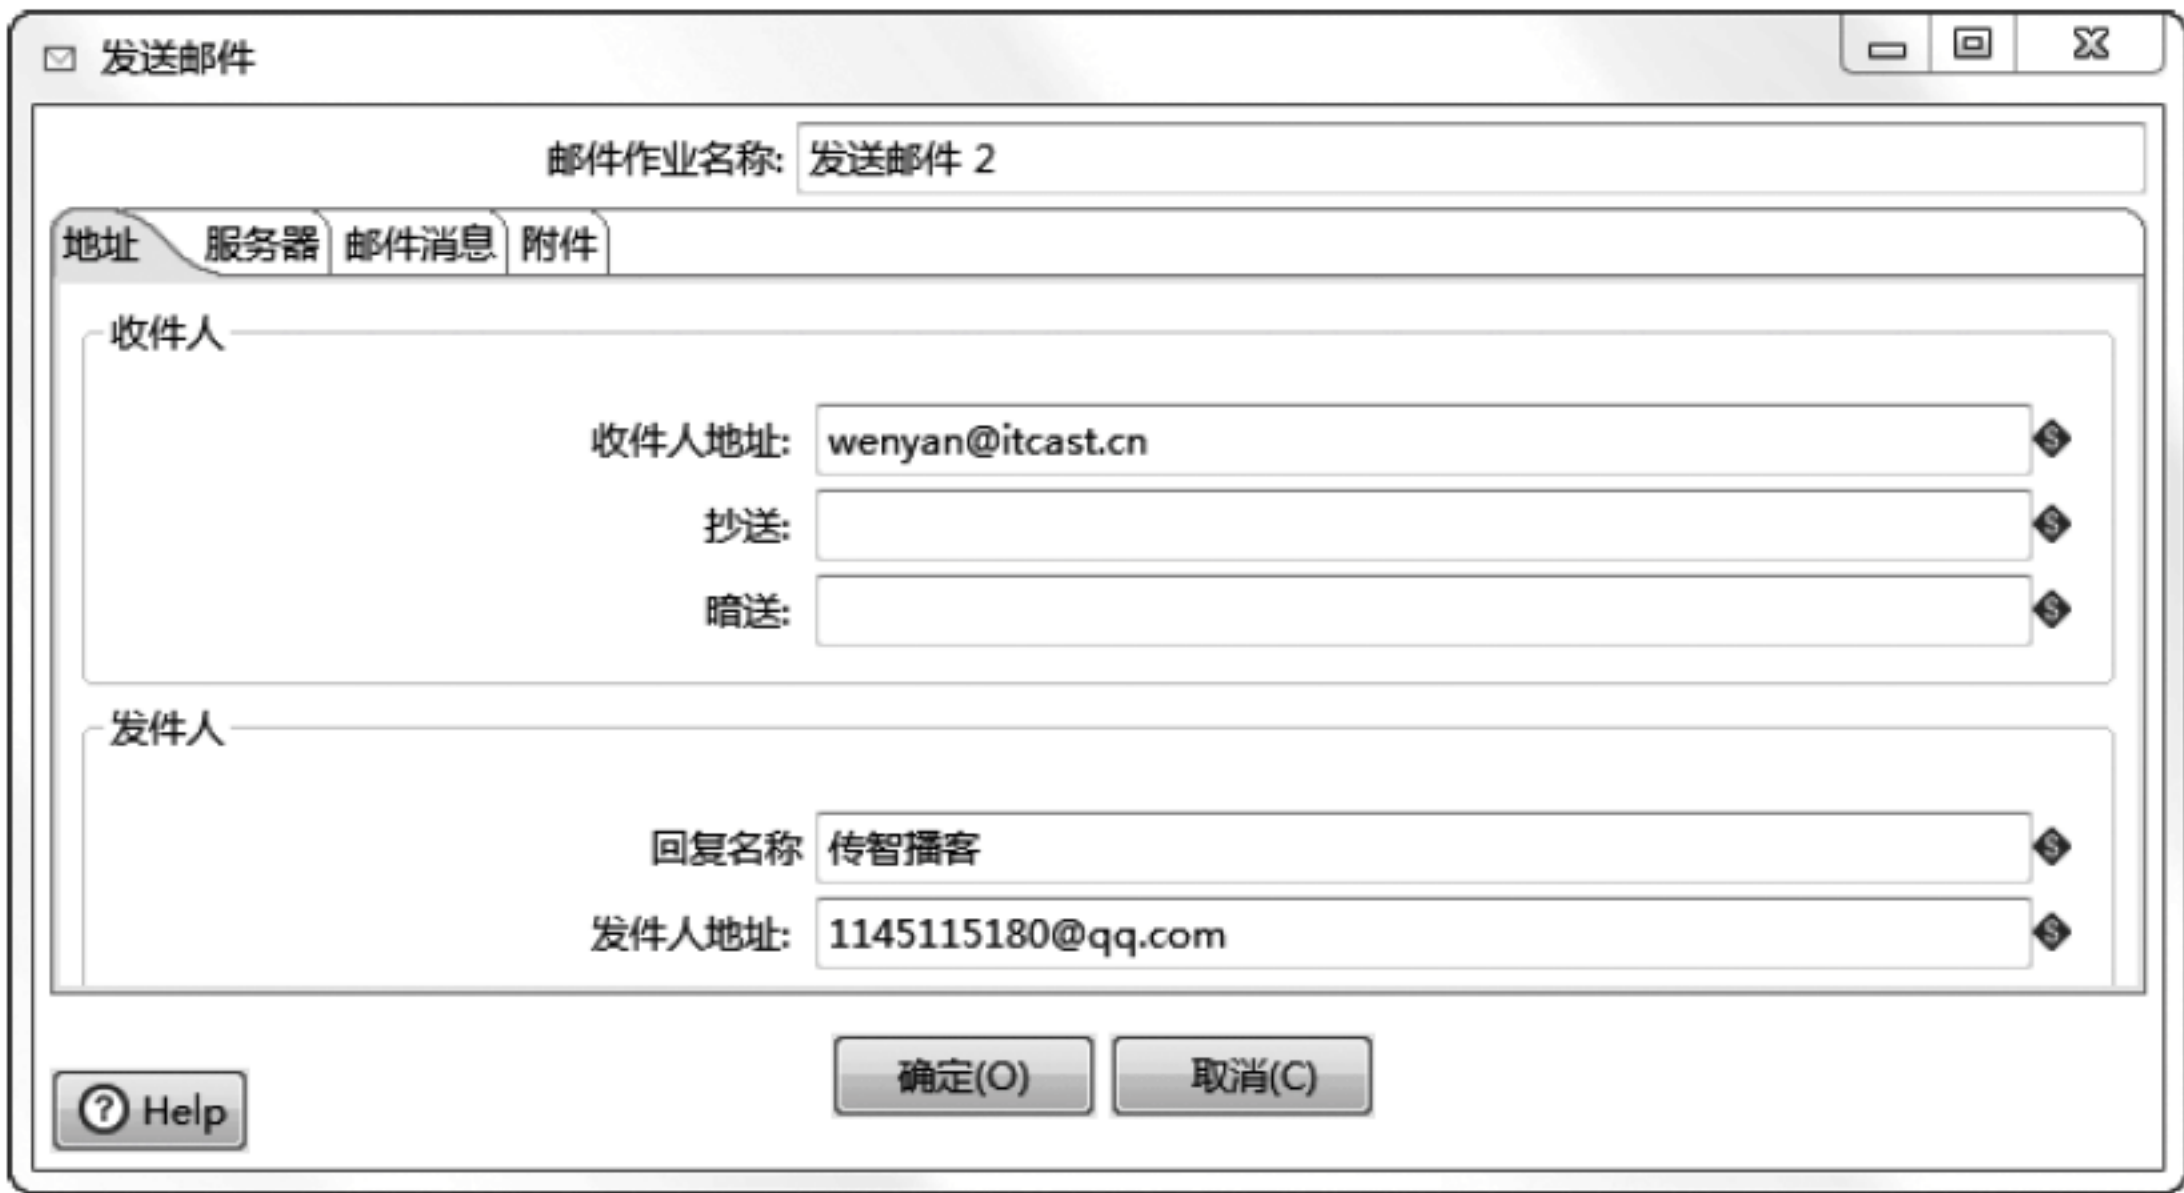 发送邮件
邮件作业名称: 发送邮件 2
地址 服务器 邮件消息 附件
收件人
收件人地址: wenyan@itcast.cn
抄送:
暗送:
发件人
回复名称 传智播客
发件人地址: 1145115180@qq.com
确定(O) 取消(C)
Help